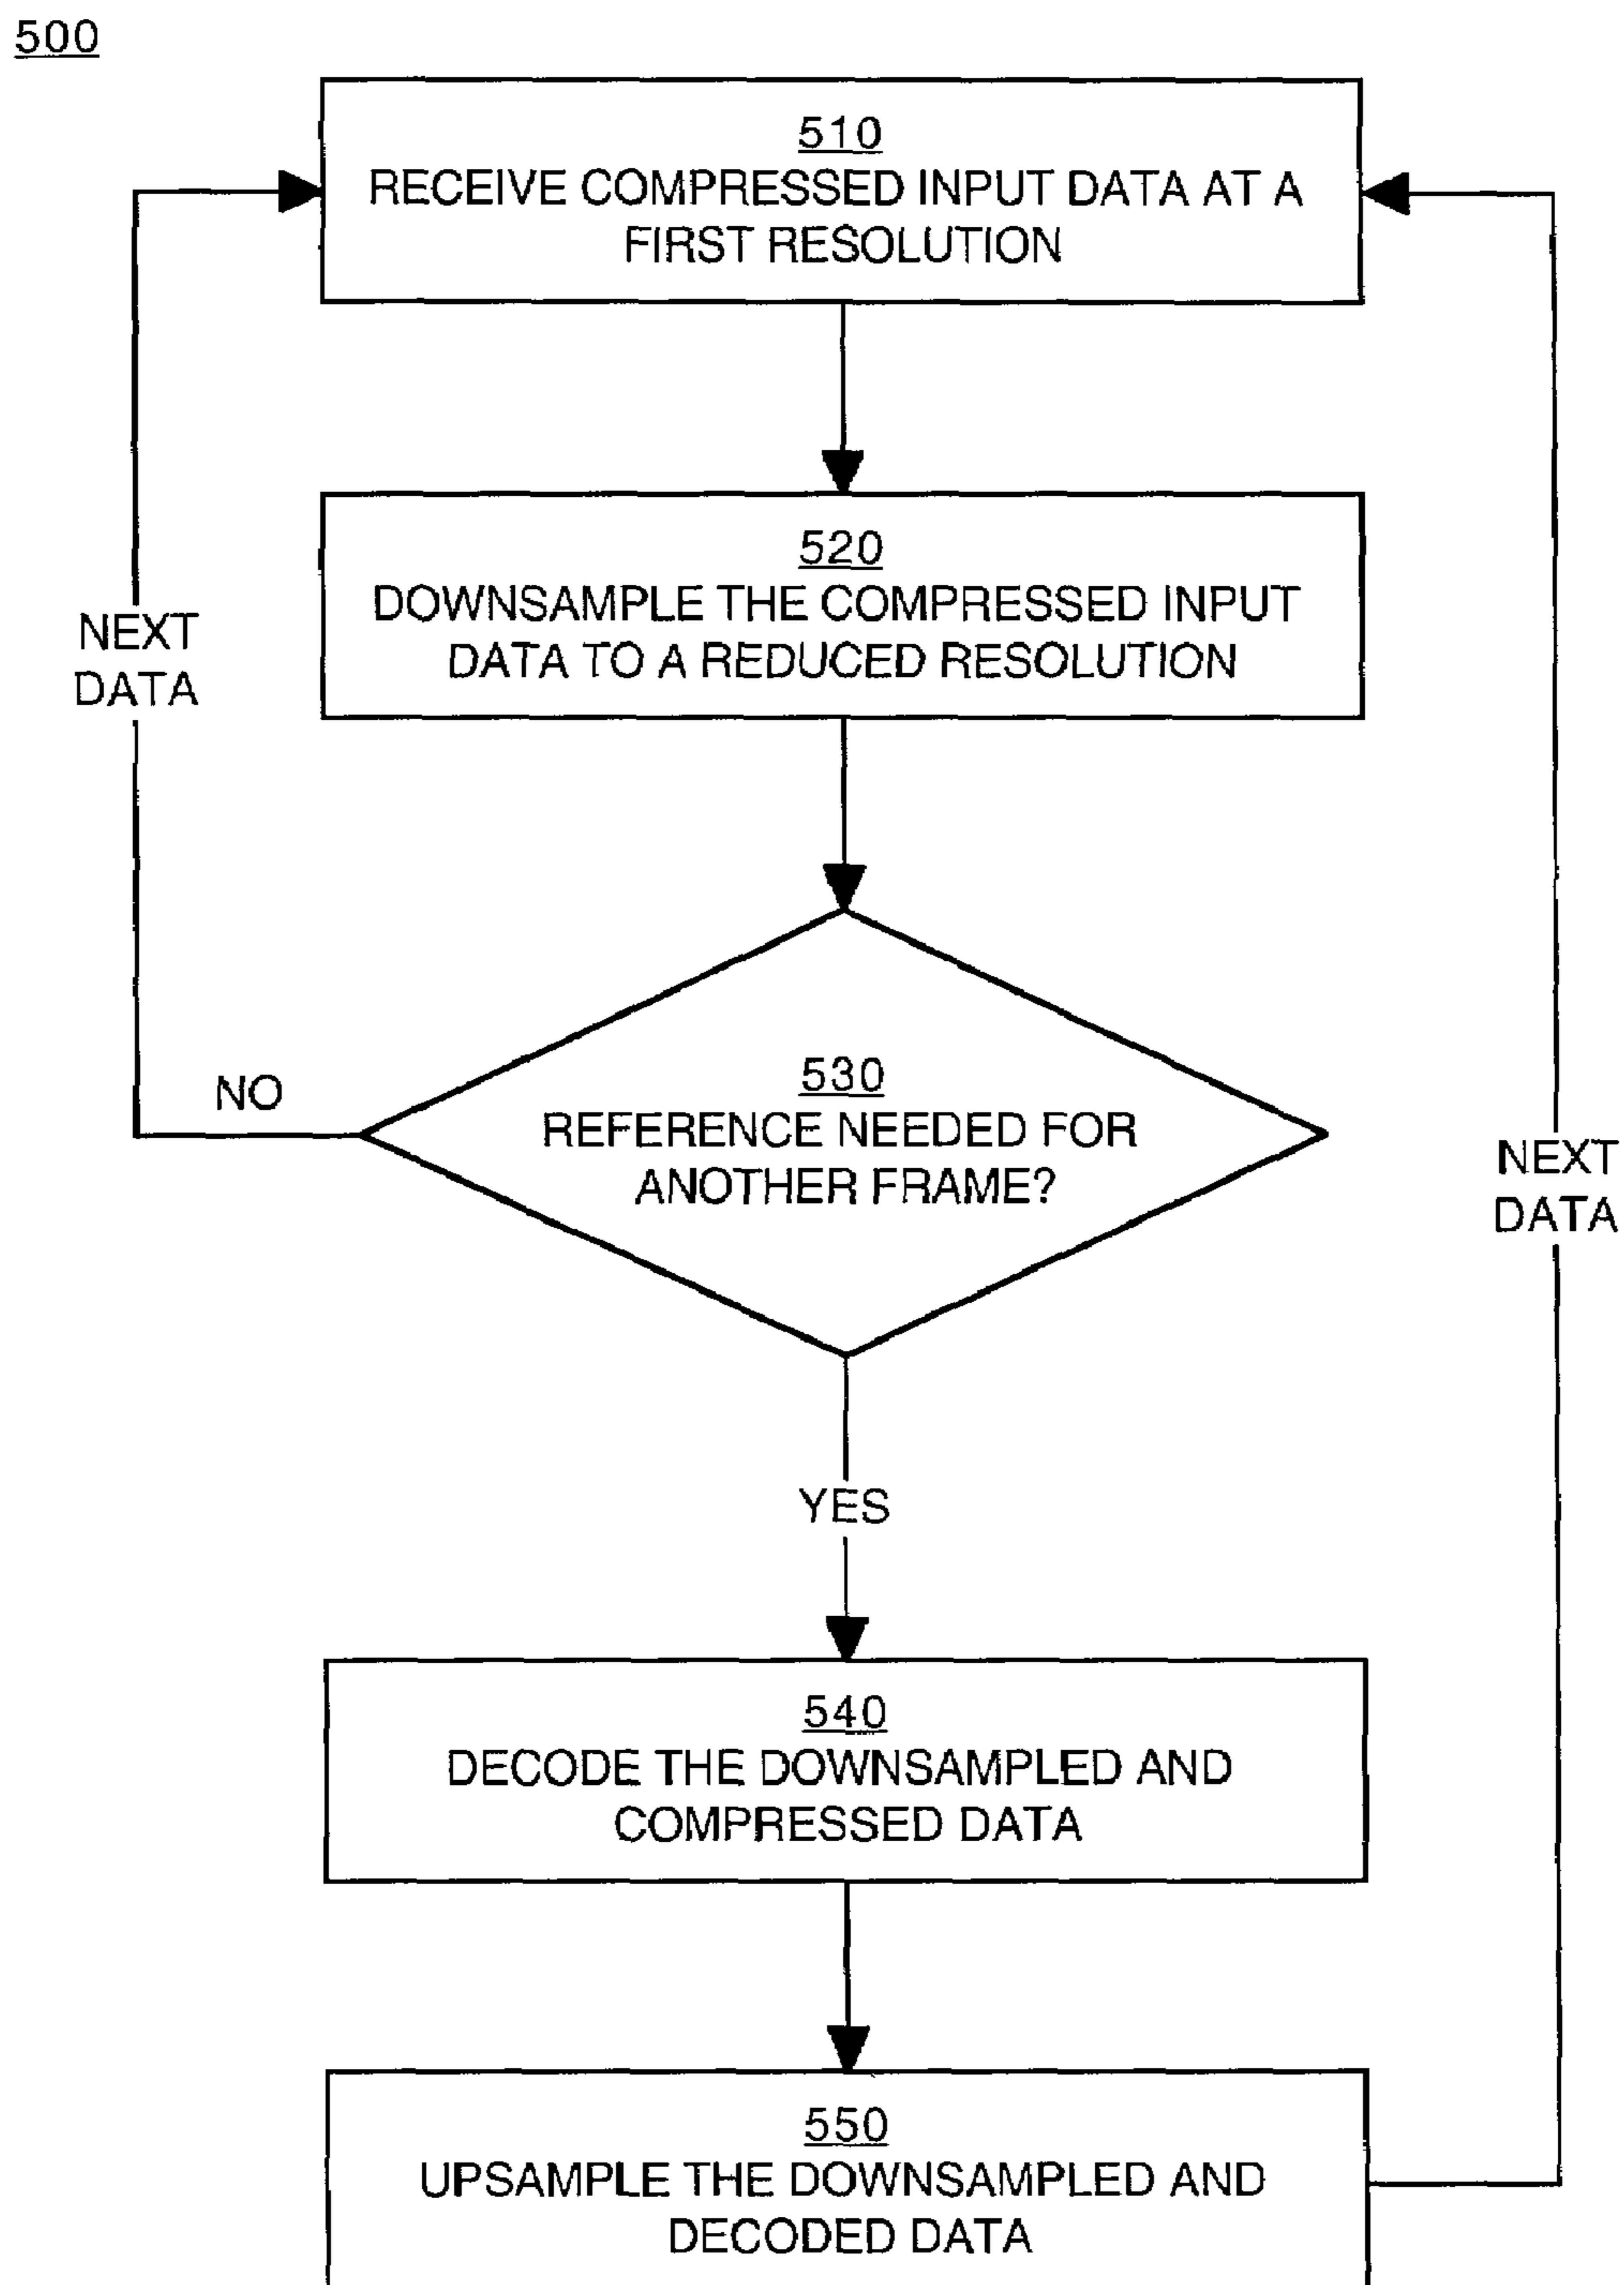 500
510
RECEIVE COMPRESSED INPUT DATA AT A
FIRST RESOLUTION
520
DOWNSAMPLE THE COMPRESSED INPUT
DATA TO A REDUCED RESOLUTION
NEXT
DATA
530
REFERENCE NEEDED FOR
ANOTHER FRAME?
NO
NEXT
DATA
YES
540
DECODE THE DOWNSAMPLED AND
COMPRESSED DATA
550
UPSAMPLE THE DOWNSAMPLED AND
DECODED DATA